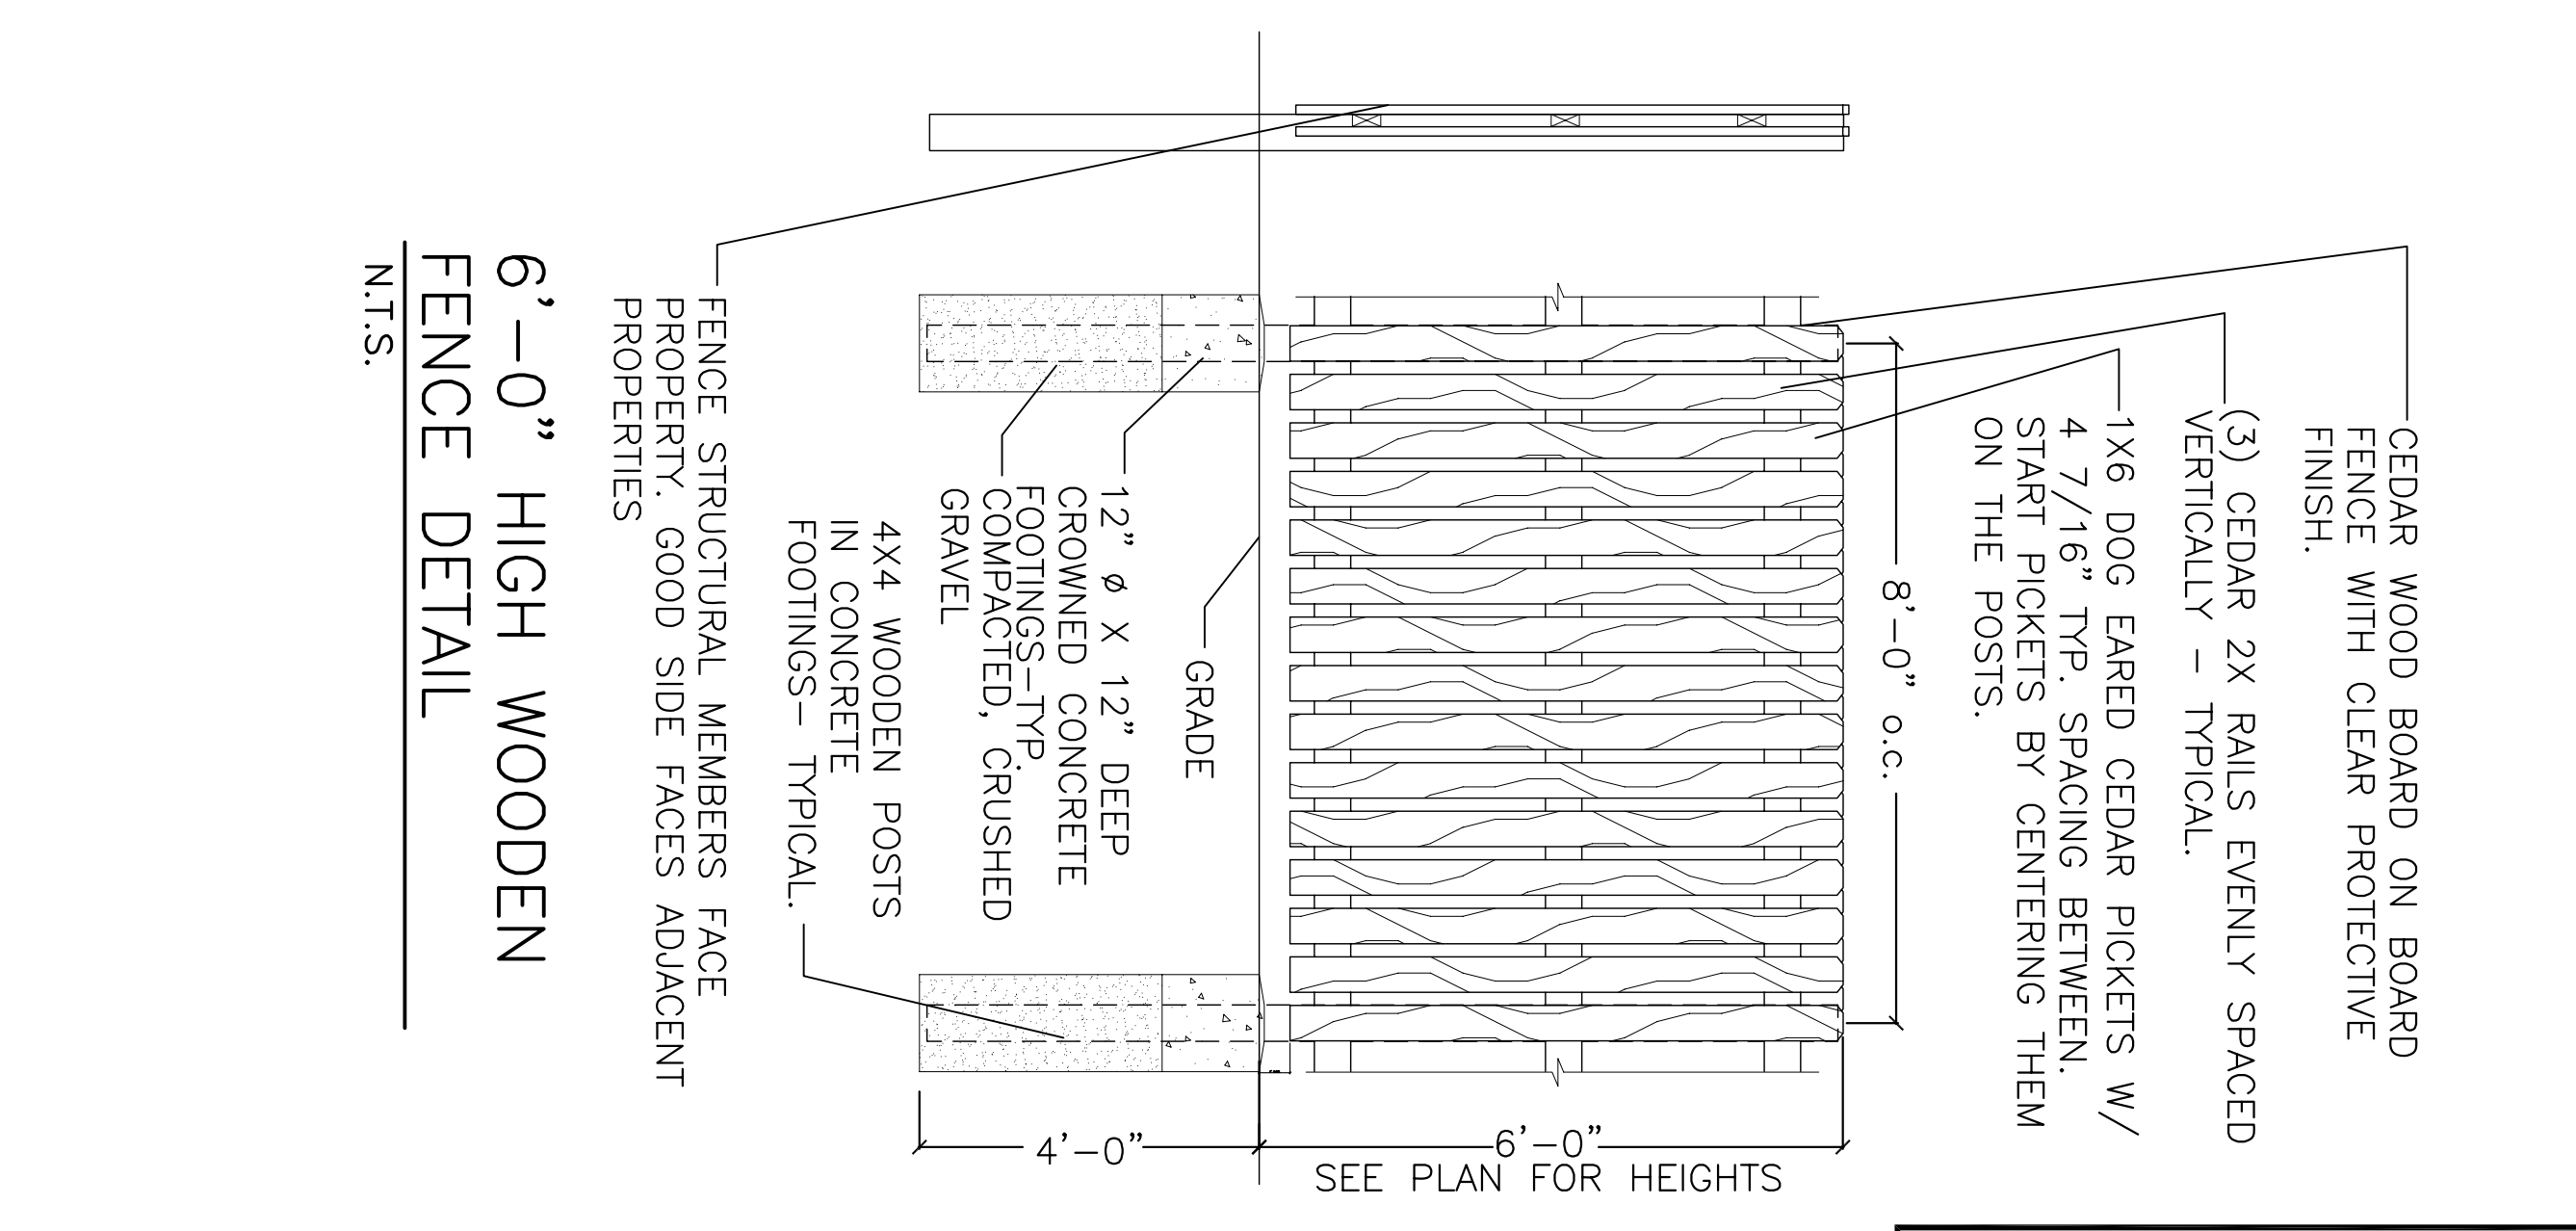 CEDAR WOOD BOARD ON BOARD
FENCE WITH CLEAR PROTECTIVE
FINISH.
(3) CEDAR 2X RAILS EVENLY SPACED
VERTICALLY - TYPICAL.
1X6 DOG EARED CEDAR PICKETS W/
4 7/16" TYP. SPACING BETWEEN.
START PICKETS BY CENTERING THEM
ON THE POSTS.
8'-0" o.c.
6'-0"
SEE PLAN FOR HEIGHTS
4'-0"
GRADE
12" ø X 12" DEEP
CROWNED CONCRETE
FOOTINGS-TYP.
COMPACTED, CRUSHED
GRAVEL
4X4 WOODEN POSTS
IN CONCRETE
FOOTINGS- TYPICAL.
FENCE STRUCTURAL MEMBERS FACE
PROPERTY. GOOD SIDE FACES ADJACENT
PROPERTIES
6'-0" HIGH WOODEN
FENCE DETAIL
N.T.S.